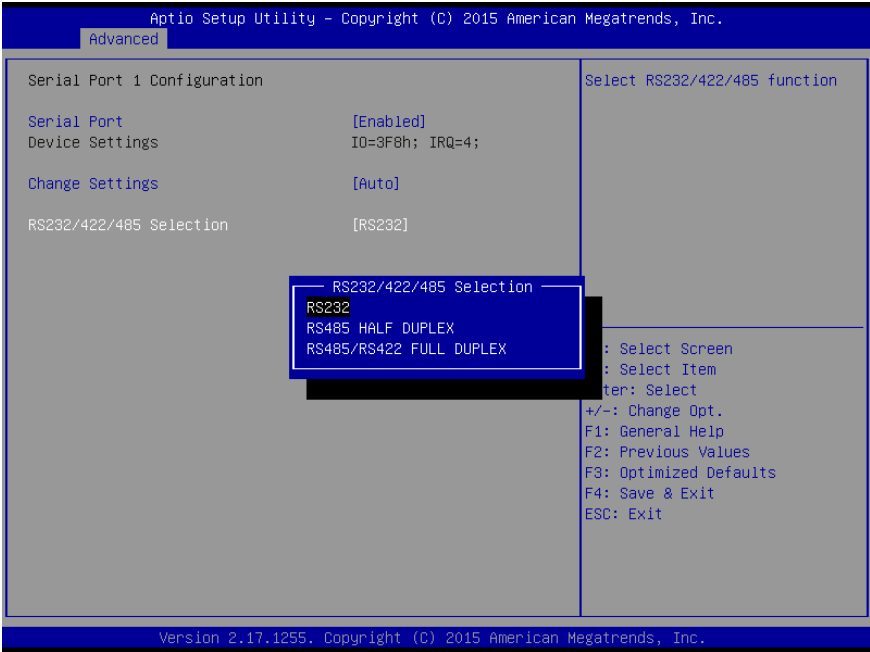 Aptio Setup Utility – Copyright (C) 2015 American Megatrends, Inc.
Advanced
Serial Port 1 Configuration
Serial Port [Enabled]
Device Settings IO=3F8h; IRQ=4;
Change Settings [Auto]
RS232/422/485 Selection [RS232]
RS232/422/485 Selection
RS232
RS485 HALF DUPLEX
RS485/RS422 FULL DUPLEX
Select RS232/422/485 function
: Select Screen
: Select Item
ter: Select
+/-: Change Opt.
F1: General Help
F2: Previous Values
F3: Optimized Defaults
F4: Save & Exit
ESC: Exit
Version 2.17.1255. Copyright (C) 2015 American Megatrends, Inc.